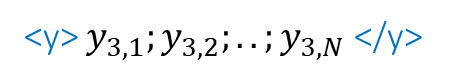 <y> y₃,₁; y₃,₂; . . ; y₃,N </y>